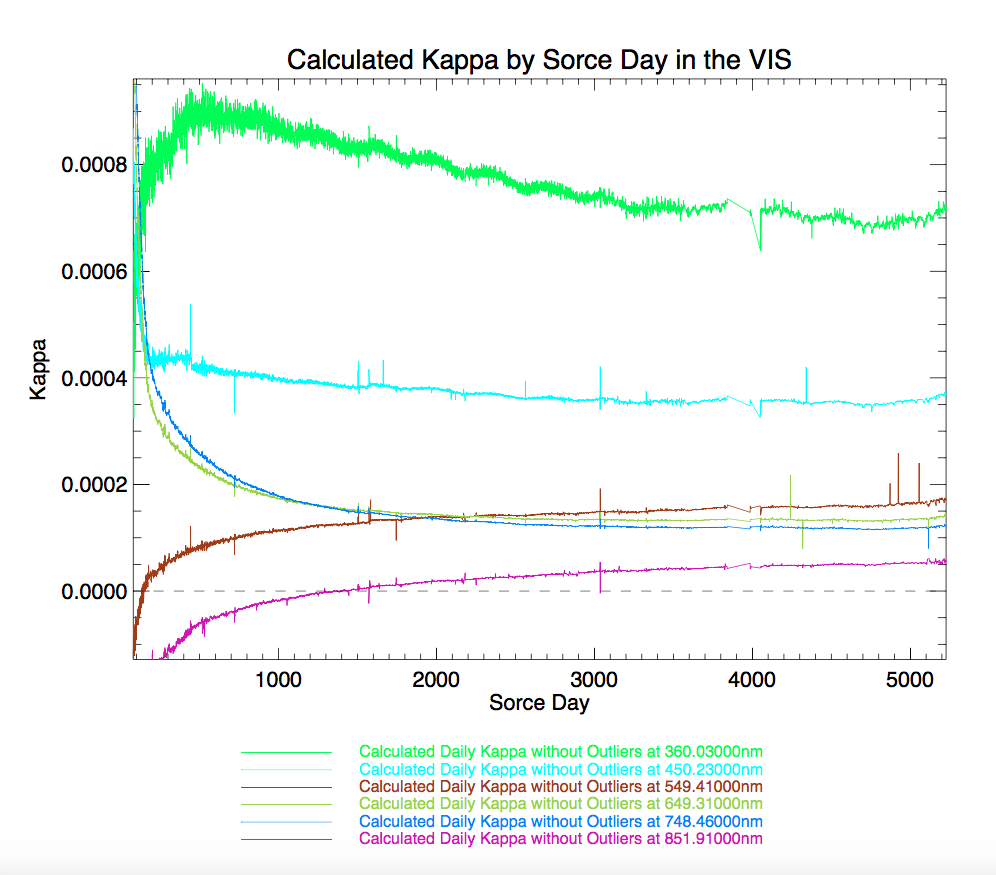 Calculated Kappa by Sorce Day in the VIS
0.0008
0.0006
0.0004
0.0002
0.0000
Kappa
1000 2000 3000 4000 5000
Sorce Day
Calculated Daily Kappa without Outliers at 360.03000nm
Calculated Daily Kappa without Outliers at 450.23000nm
Calculated Daily Kappa without Outliers at 549.41000nm
Calculated Daily Kappa without Outliers at 649.31000nm
Calculated Daily Kappa without Outliers at 748.46000nm
Calculated Daily Kappa without Outliers at 851.91000nm